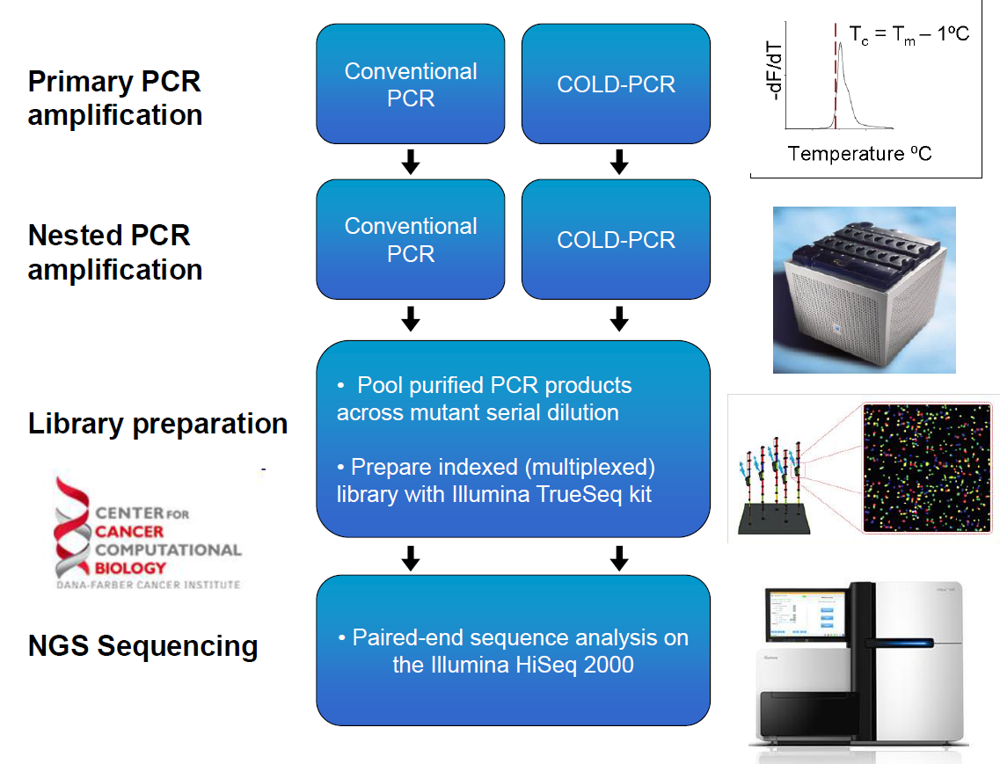 Primary PCR
amplification
Conventional
PCR
COLD-PCR
-dF/dT
Tc = Tm – 1ºC
Temperature ºC
Nested PCR
amplification
Conventional
PCR
COLD-PCR
Library preparation
• Pool purified PCR products
across mutant serial dilution
• Prepare indexed (multiplexed)
library with Illumina TrueSeq kit
CENTER FOR
CANCER
COMPUTATIONAL
BIOLOGY
DANA-FARBER CANCER INSTITUTE
NGS Sequencing
• Paired-end sequence analysis on
the Illumina HiSeq 2000